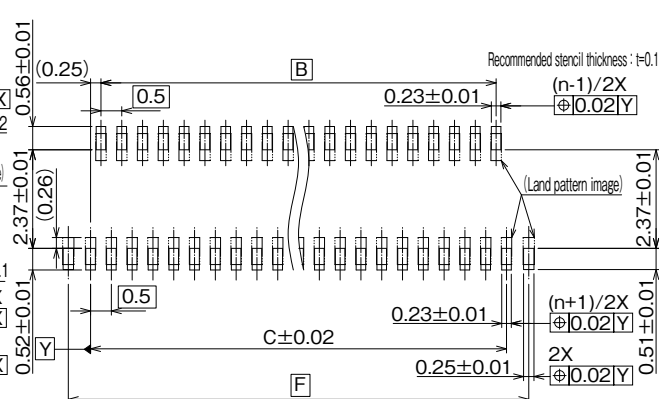 Recommended stencil thickness : t=0.1
0.56±0.01
(0.25)
B
0.5
0.23±0.01
(n-1)/2X
⌖ 0.02 Y
2.37±0.01
(0.26)
(Land pattern image)
2.37±0.01
0.5
0.23±0.01
(n+1)/2X
⌖ 0.02 Y
0.52±0.01
Y
C±0.02
0.25±0.01
2X
⌖ 0.02 Y
0.51±0.01
F